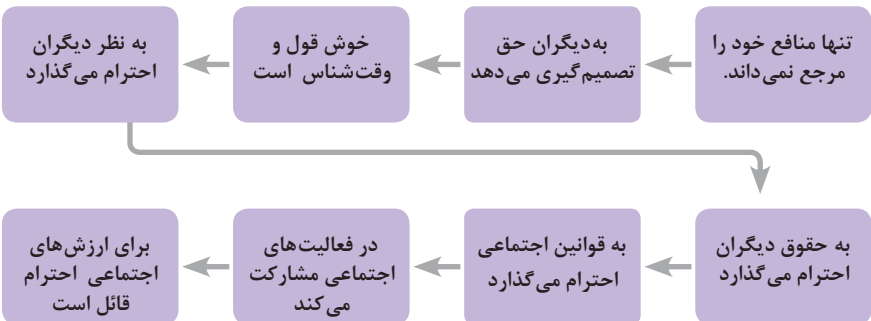 تنها منافع خود را
مرجع نمی‌داند.
به‌دیگران حق
تصمیم‌گیری می‌دهد
خوش قول و
وقت‌شناس است
به نظر دیگران
احترام می‌گذارد
به حقوق دیگران
احترام می‌گذارد
به قوانین اجتماعی
احترام می‌گذارد
در فعالیت‌های
اجتماعی مشارکت
می‌کند
برای ارزش‌های
اجتماعی احترام
قائل است